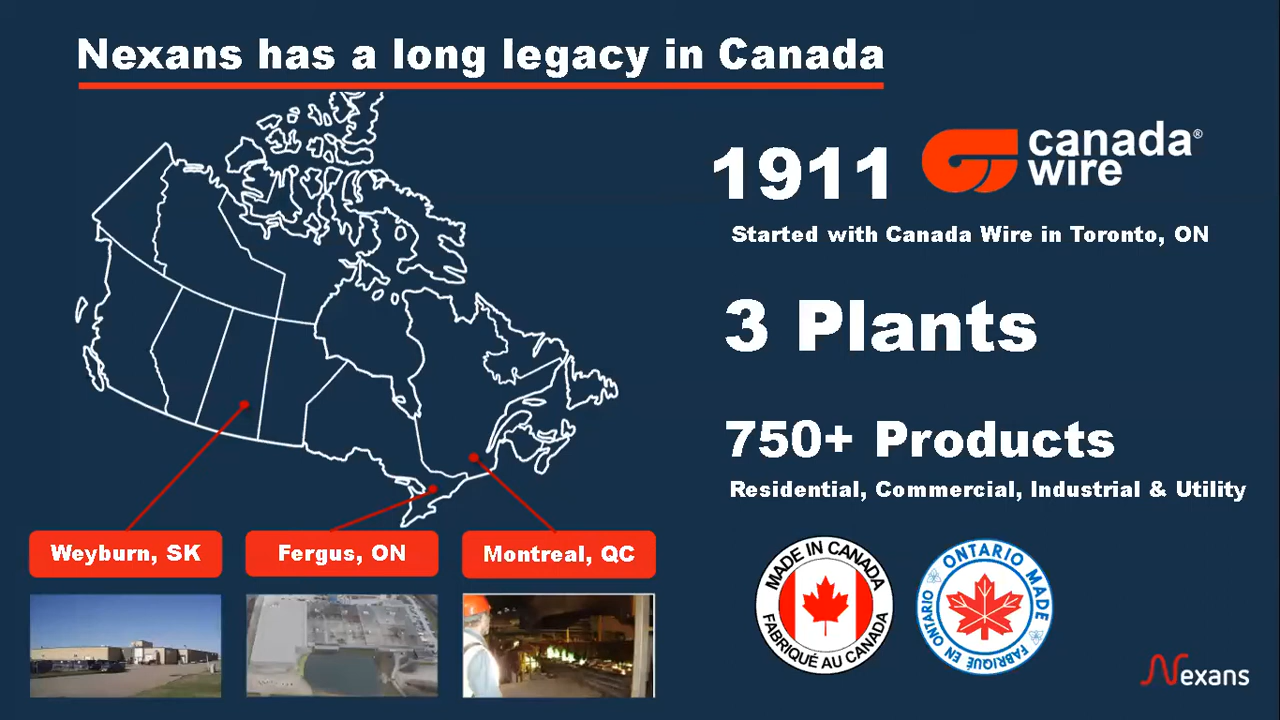 Nexans has a long legacy in Canada
1911
canada
wire®
Started with Canada Wire in Toronto, ON
3 Plants
750+ Products
Residential, Commercial, Industrial & Utility
Weyburn, SK
Fergus, ON
Montreal, QC
MADE IN CANADA
FABRIQUÉ AU CANADA
ONTARIO MADE
FABRIQUÉ EN ONTARIO
Nexans